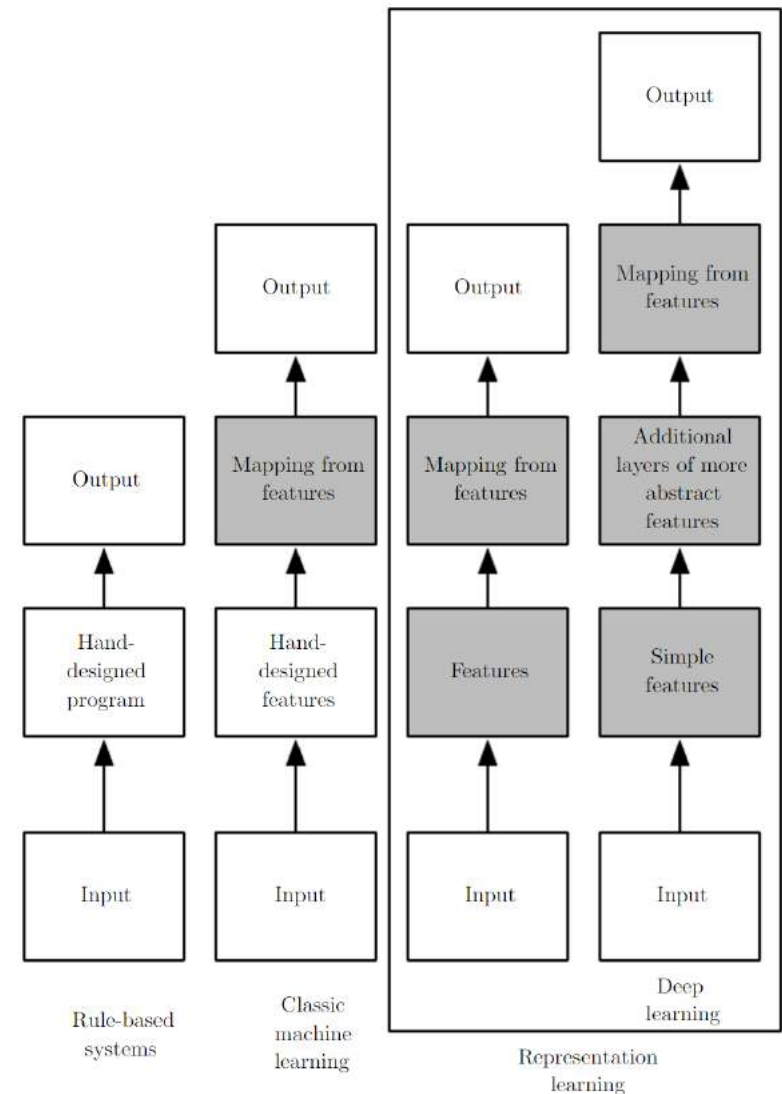 Output
Output
Output
Mapping from
features
Output
Mapping from
features
Mapping from
features
Additional
layers of more
abstract
features
Hand-
designed
program
Hand-
designed
features
Features
Simple
features
Input
Input
Input
Input
Rule-based
systems
Classic
machine
learning
Representation
learning
Deep
learning